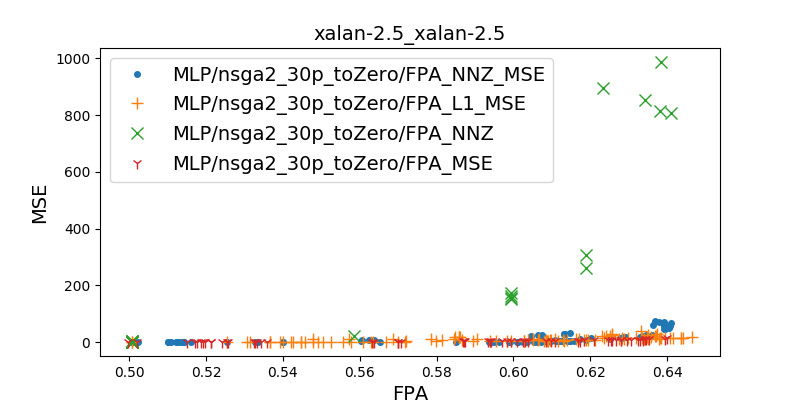 xalan-2.5_xalan-2.5
MLP/nsga2_30p_toZero/FPA_NNZ_MSE
MLP/nsga2_30p_toZero/FPA_L1_MSE
MLP/nsga2_30p_toZero/FPA_NNZ
MLP/nsga2_30p_toZero/FPA_MSE
1000
800
600
400
200
0
MSE
0.50 0.52 0.54 0.56 0.58 0.60 0.62 0.64
FPA